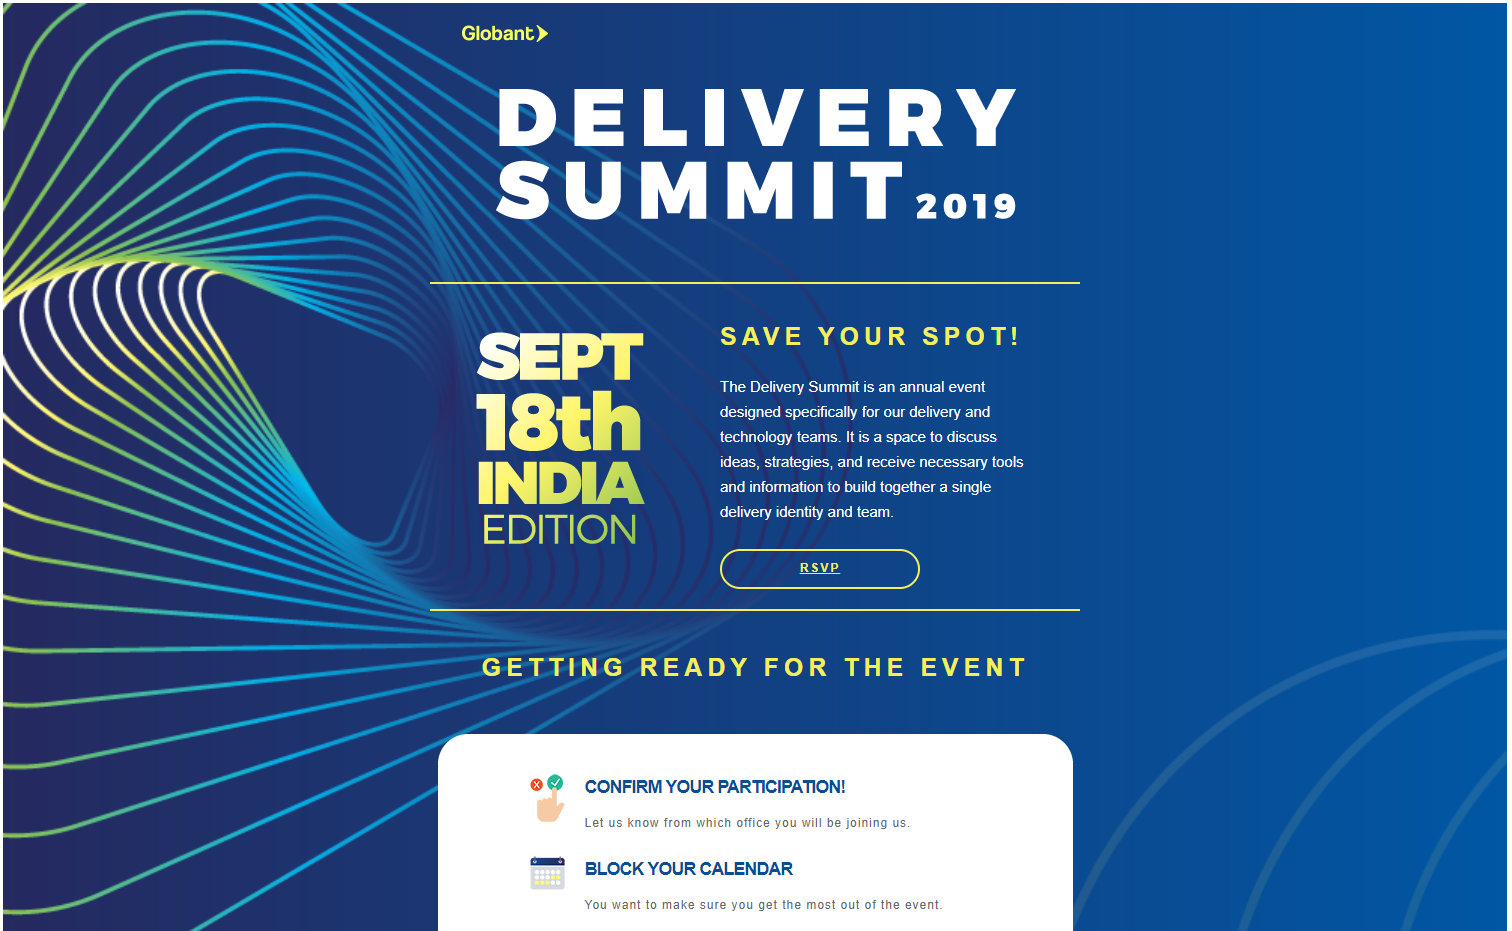 Globant
DELIVERY
SUMMIT 2019
SEPT
18th
INDIA
EDITION
SAVE YOUR SPOT!
The Delivery Summit is an annual event
designed specifically for our delivery and
technology teams. It is a space to discuss
ideas, strategies, and receive necessary tools
and information to build together a single
delivery identity and team.
RSVP
GETTING READY FOR THE EVENT
CONFIRM YOUR PARTICIPATION!
Let us know from which office you will be joining us.
BLOCK YOUR CALENDAR
You want to make sure you get the most out of the event.